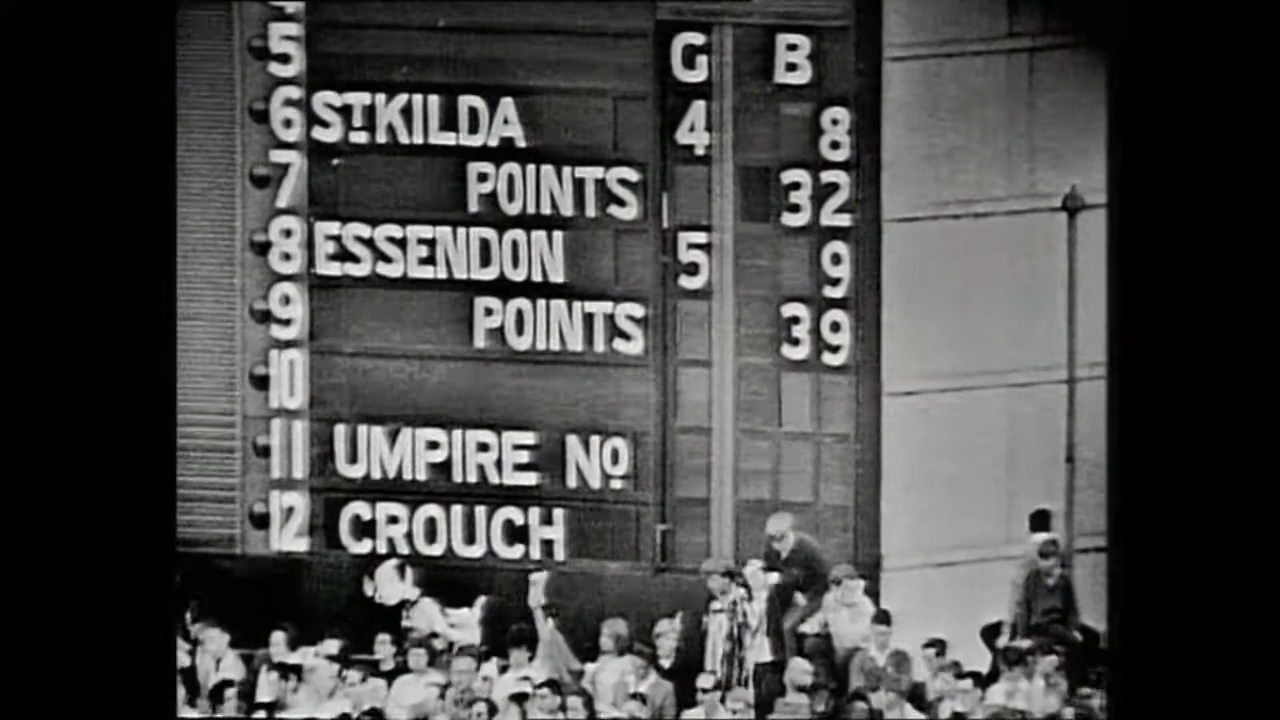 5 G B
6 ST KILDA 4 8
7 POINTS 32
8 ESSENDON 5 9
9 POINTS 39
10
11 UMPIRE Nº
12 CROUCH